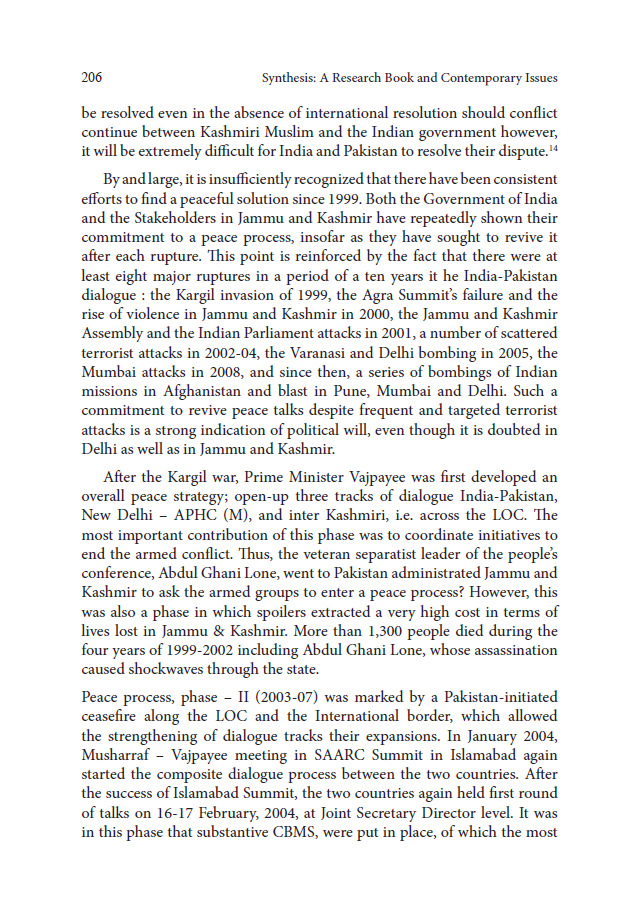 206 Synthesis: A Research Book and Contemporary Issues
be resolved even in the absence of international resolution should conflict
continue between Kashmiri Muslim and the Indian government however,
it will be extremely difficult for India and Pakistan to resolve their dispute.14
By and large, it is insufficiently recognized that there have been consistent
efforts to find a peaceful solution since 1999. Both the Government of India
and the Stakeholders in Jammu and Kashmir have repeatedly shown their
commitment to a peace process, insofar as they have sought to revive it
after each rupture. This point is reinforced by the fact that there were at
least eight major ruptures in a period of a ten years it he India-Pakistan
dialogue : the Kargil invasion of 1999, the Agra Summit's failure and the
rise of violence in Jammu and Kashmir in 2000, the Jammu and Kashmir
Assembly and the Indian Parliament attacks in 2001, a number of scattered
terrorist attacks in 2002-04, the Varanasi and Delhi bombing in 2005, the
Mumbai attacks in 2008, and since then, a series of bombings of Indian
missions in Afghanistan and blast in Pune, Mumbai and Delhi. Such a
commitment to revive peace talks despite frequent and targeted terrorist
attacks is a strong indication of political will, even though it is doubted in
Delhi as well as in Jammu and Kashmir.
After the Kargil war, Prime Minister Vajpayee was first developed an
overall peace strategy; open-up three tracks of dialogue India-Pakistan,
New Delhi – APHC (M), and inter Kashmiri, i.e. across the LOC. The
most important contribution of this phase was to coordinate initiatives to
end the armed conflict. Thus, the veteran separatist leader of the people's
conference, Abdul Ghani Lone, went to Pakistan administrated Jammu and
Kashmir to ask the armed groups to enter a peace process? However, this
was also a phase in which spoilers extracted a very high cost in terms of
lives lost in Jammu & Kashmir. More than 1,300 people died during the
four years of 1999-2002 including Abdul Ghani Lone, whose assassination
caused shockwaves through the state.
Peace process, phase – II (2003-07) was marked by a Pakistan-initiated
ceasefire along the LOC and the International border, which allowed
the strengthening of dialogue tracks their expansions. In January 2004,
Musharraf – Vajpayee meeting in SAARC Summit in Islamabad again
started the composite dialogue process between the two countries. After
the success of Islamabad Summit, the two countries again held first round
of talks on 16-17 February, 2004, at Joint Secretary Director level. It was
in this phase that substantive CBMS, were put in place, of which the most